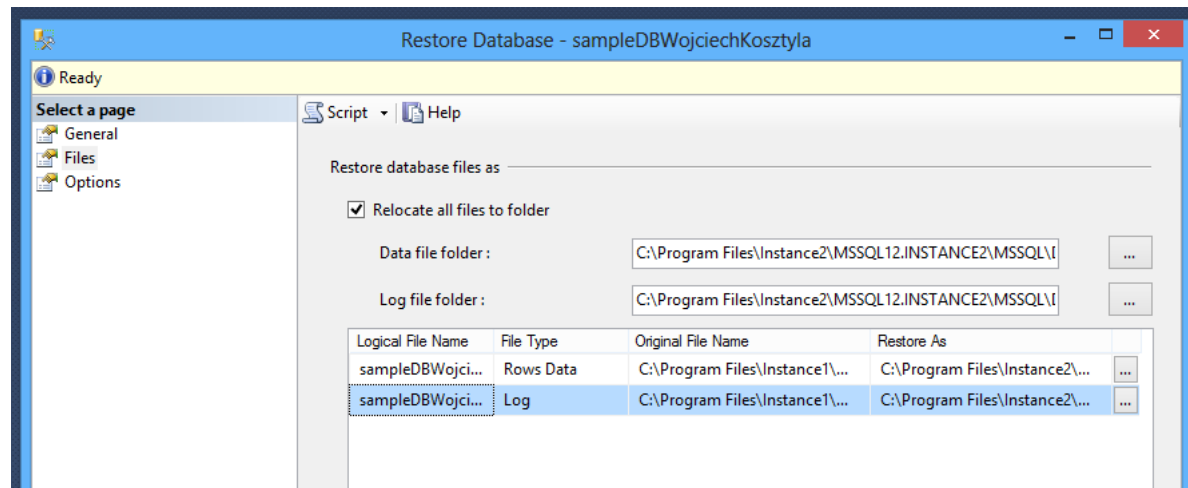 Restore Database - sampleDBWojciechKosztyla
Ready
Select a page
General
Files
Options
Script
Help
Restore database files as
Relocate all files to folder
Data file folder :
C:\Program Files\Instance2\MSSQL12.INSTANCE2\MSSQL\
...
Log file folder :
C:\Program Files\Instance2\MSSQL12.INSTANCE2\MSSQL\
...
Logical File Name File Type Original File Name Restore As
sampleDBWojci... Rows Data C:\Program Files\Instance1\... C:\Program Files\Instance2\... ...
sampleDBWojci... Log C:\Program Files\Instance1\... C:\Program Files\Instance2\... ...